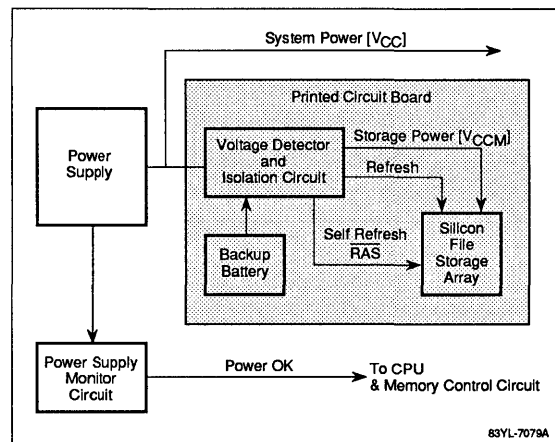 System Power [VCC]
Printed Circuit Board
Power
Supply
Voltage Detector
and
Isolation Circuit
Storage Power [VCCM]
Refresh
Backup
Battery
Self Refresh
RAS
Silicon
File
Storage
Array
Power Supply
Monitor
Circuit
Power OK
To CPU
& Memory Control Circuit
83YL-7079A